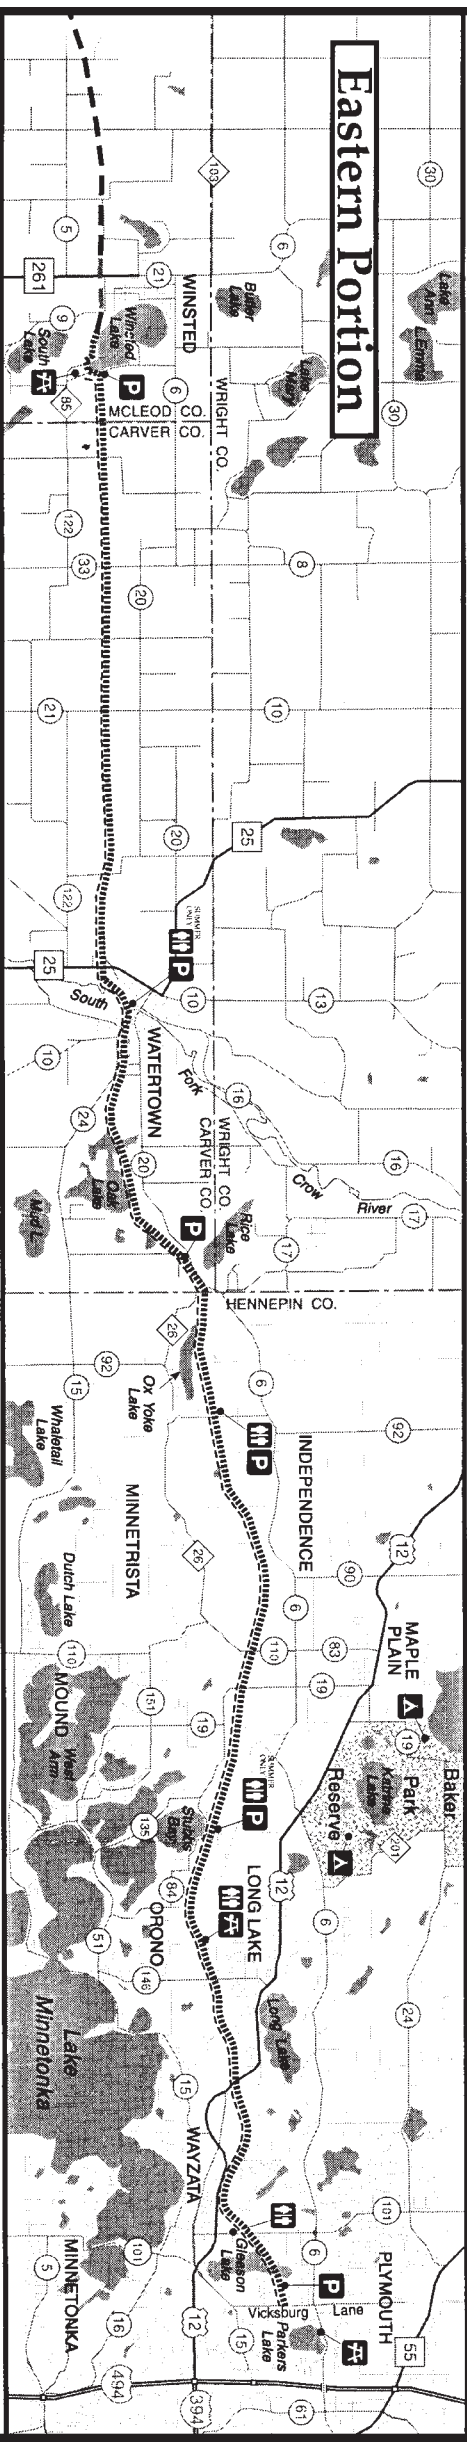 Eastern Portion
30
103
5
6
261
21
WINSTED
Butler
Lake
Lake
Ann
L.Emma
9
South
Lake
Winsted
Lake
P
85
6
Lake
Mary
30
MCLEOD CO.
CARVER CO.
WRIGHT CO.
122
33
20
8
21
10
20
25
122
SUMMER
ONLY
P
25
South
10
13
10
WATERTOWN
Fork
16
24
20
WRIGHT CO.
CARVER CO.
16
Crow
River
17
Oak
Lake
Mud L.
P
Rice
Lake
17
HENNEPIN CO.
26
92
15
Ox Yoke
Lake
6
92
P
Whaletail
Lake
MINNETRISTA
INDEPENDENCE
12
26
90
Dutch Lake
6
110
110
83
MAPLE
PLAIN
MOUND
151
19
19
19
Baker
Park
Reserve
Katrina
Lake
201
West
Arm
SUMMER
ONLY
P
135
Stubbs
Bay
84
LONG LAKE
12
6
ORONO
51
146
24
Long Lake
Lake
Minnetonka
15
WAYZATA
101
Gleason
Lake
6
P
PLYMOUTH
Vicksburg Lane
MINNETONKA
101
5
16
12
15
Parkers
Lake
55
494
394
61